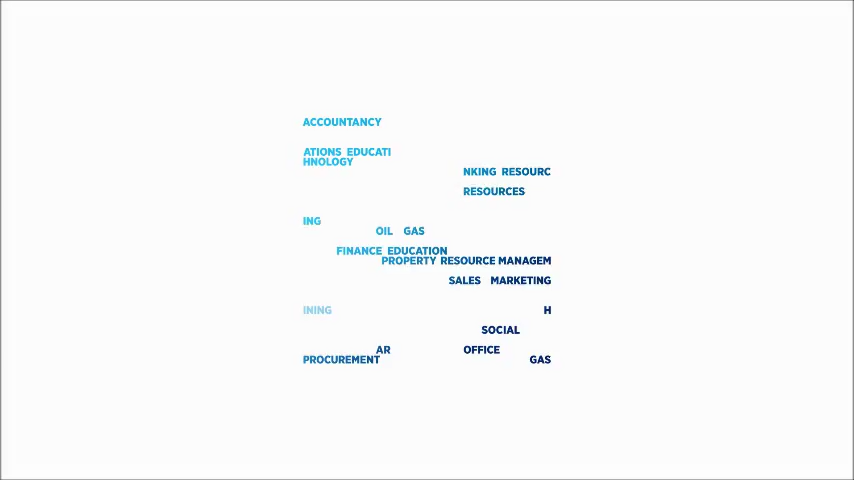 ACCOUNTANCY
ATIONS EDUCATI
HNOLOGY
NKING RESOURC
RESOURCES
ING
OIL GAS
FINANCE EDUCATION
PROPERTY RESOURCE MANAGEM
SALES MARKETING
INING H
SOCIAL
AR OFFICE
PROCUREMENT GAS